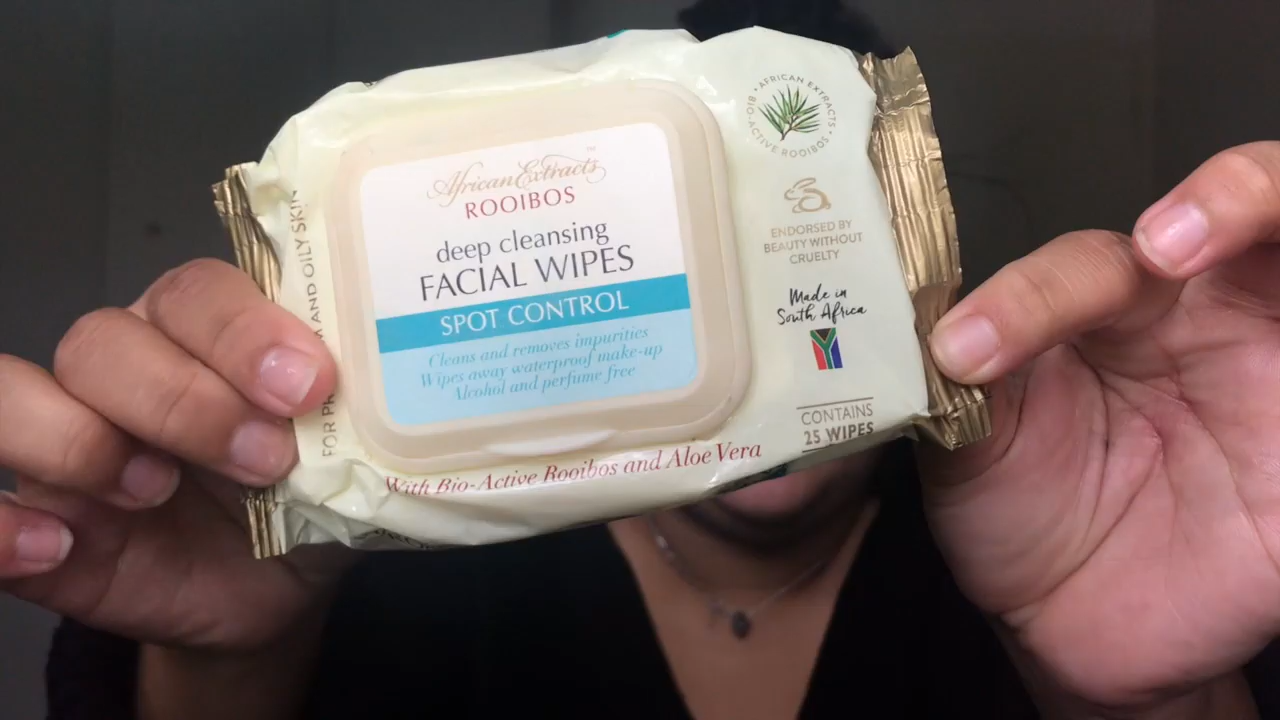 African Extracts™
ROOIBOS
deep cleansing
FACIAL WIPES
SPOT CONTROL
Cleans and removes impurities
Wipes away waterproof make-up
Alcohol and perfume free
With Bio-Active Rooibos and Aloe Vera
• AFRICAN EXTRACTS • BIO-ACTIVE ROOIBOS
ENDORSED BY
BEAUTY WITHOUT
CRUELTY
Made in
South Africa
CONTAINS
25 WIPES
FOR AND OILY SKIN